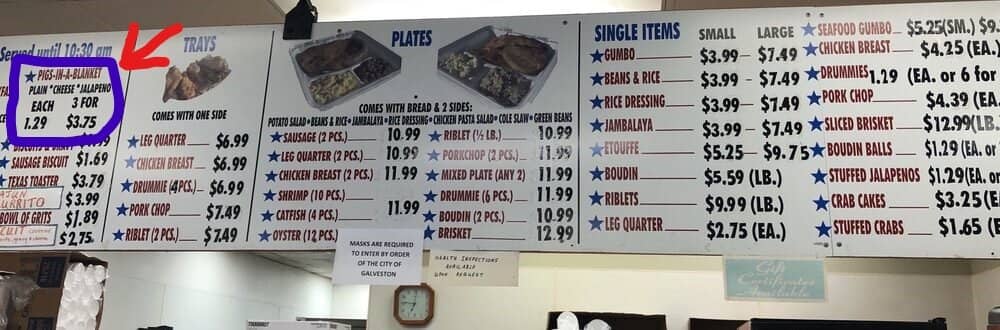 Served until 10:30 am
★ PIGS-IN-A-BLANKET
PLAIN *CHEESE *JALAPENO
EACH 3 FOR
1.29 $3.75
SAUSAGE BISCUIT $1.69
TEXAS TOASTER $3.79
$3.99
BOWL OF GRITS $1.89
$2.75
TRAYS
COMES WITH ONE SIDE
★LEG QUARTER $6.99
★CHICKEN BREAST $6.99
★DRUMMIE (4PCS.) $6.99
★PORK CHOP $7.49
★RIBLET (2 PCS.) $7.49
PLATES
COMES WITH BREAD & 2 SIDES:
POTATO SALAD•BEANS & RICE•JAMBALAYA•RICE DRESSING•CHICKEN PASTA SALAD•COLE SLAW•GREEN BEANS
★SAUSAGE (2 PCS.) 10.99
★LEG QUARTER (2 PCS.) 10.99
★CHICKEN BREAST (2 PCS.) 11.99
★SHRIMP (10 PCS.)
★CATFISH (4 PCS.) 11.99
★OYSTER (12 PCS.)
★RIBLET (½ LB.) 10.99
★PORKCHOP (2 PCS.) 11.99
★MIXED PLATE (ANY 2) 11.99
★DRUMMIE (6 PCS.) 11.99
★BOUDIN (2 PCS.) 10.99
★BRISKET 12.99
SINGLE ITEMS SMALL LARGE
★GUMBO $3.99 - $7.49
★BEANS & RICE $3.99 - $7.49
★RICE DRESSING $3.99 - $7.49
★JAMBALAYA $3.99 - $7.49
★ETOUFFE $5.25 - $9.75
★BOUDIN $5.59 (LB.)
★RIBLETS $9.99 (LB.)
★LEG QUARTER $2.75 (EA.)
★SEAFOOD GUMBO $5.25(SM.) $9.
★CHICKEN BREAST $4.25 (EA.
★DRUMMIES 1.29 (EA. or 6 for
★PORK CHOP $4.39 (EA.
★SLICED BRISKET $12.99(LB.
★BOUDIN BALLS $1.29 (EA. or
★STUFFED JALAPENOS $1.29(EA.
★CRAB CAKES $3.25(E
★STUFFED CRABS $1.65 (E
MASKS ARE REQUIRED
TO ENTER BY ORDER
OF THE CITY OF
GALVESTON
HEALTH INSPECTIONS
AVAILABLE
UPON REQUEST
Gift
Certificates
Available